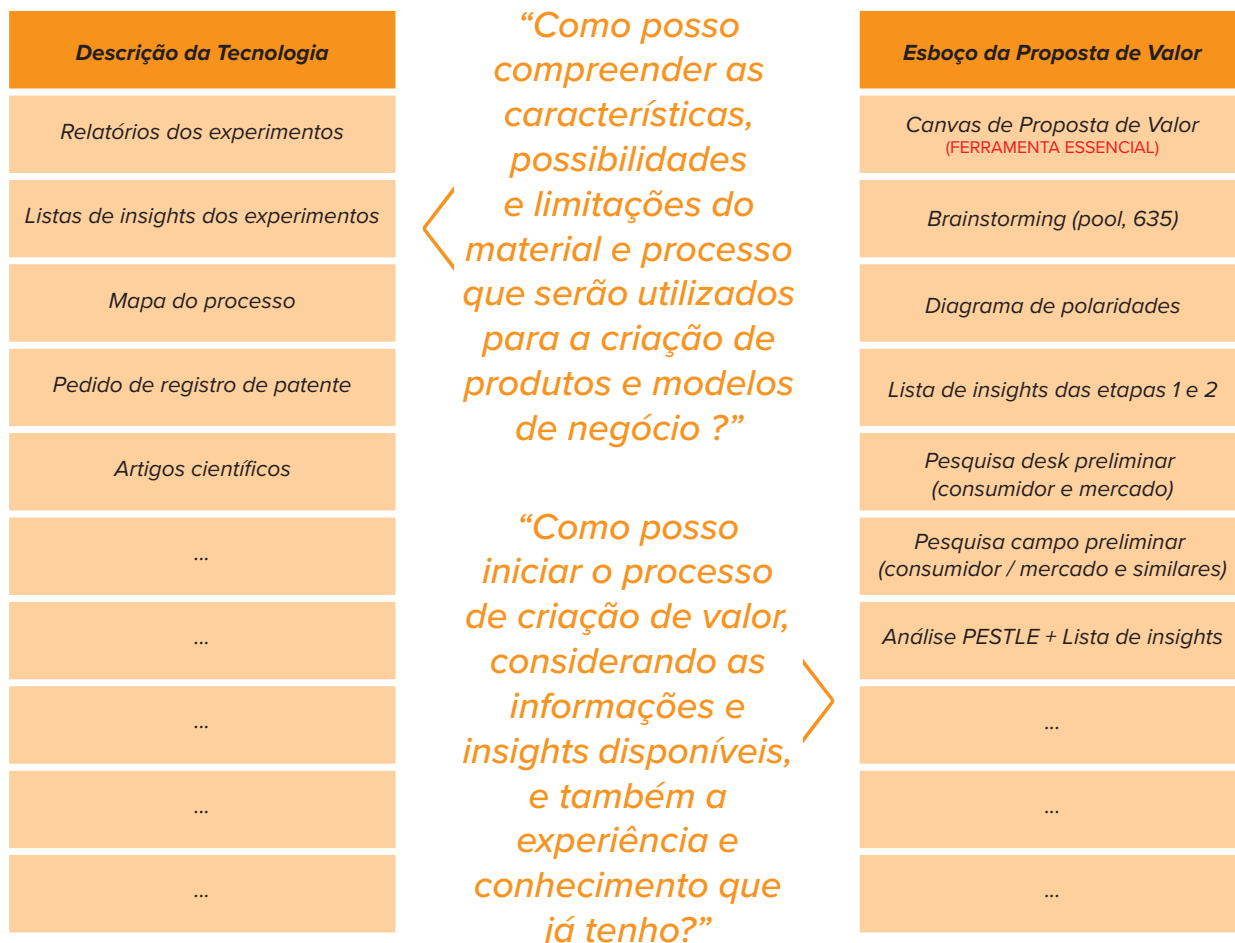 Descrição da Tecnologia
Relatórios dos experimentos
Listas de insights dos experimentos
Mapa do processo
Pedido de registro de patente
Artigos científicos
...
...
...
...
...
“Como posso
compreender as
características,
possibilidades
e limitações do
material e processo
que serão utilizados
para a criação de
produtos e modelos
de negócio ?”
“Como posso
iniciar o processo
de criação de valor,
considerando as
informações e
insights disponíveis,
e também a
experiência e
conhecimento que
já tenho?”
Esboço da Proposta de Valor
Canvas de Proposta de Valor
(FERRAMENTA ESSENCIAL)
Brainstorming (pool, 635)
Diagrama de polaridades
Lista de insights das etapas 1 e 2
Pesquisa desk preliminar
(consumidor e mercado)
Pesquisa campo preliminar
(consumidor / mercado e similares)
Análise PESTLE + Lista de insights
...
...
...